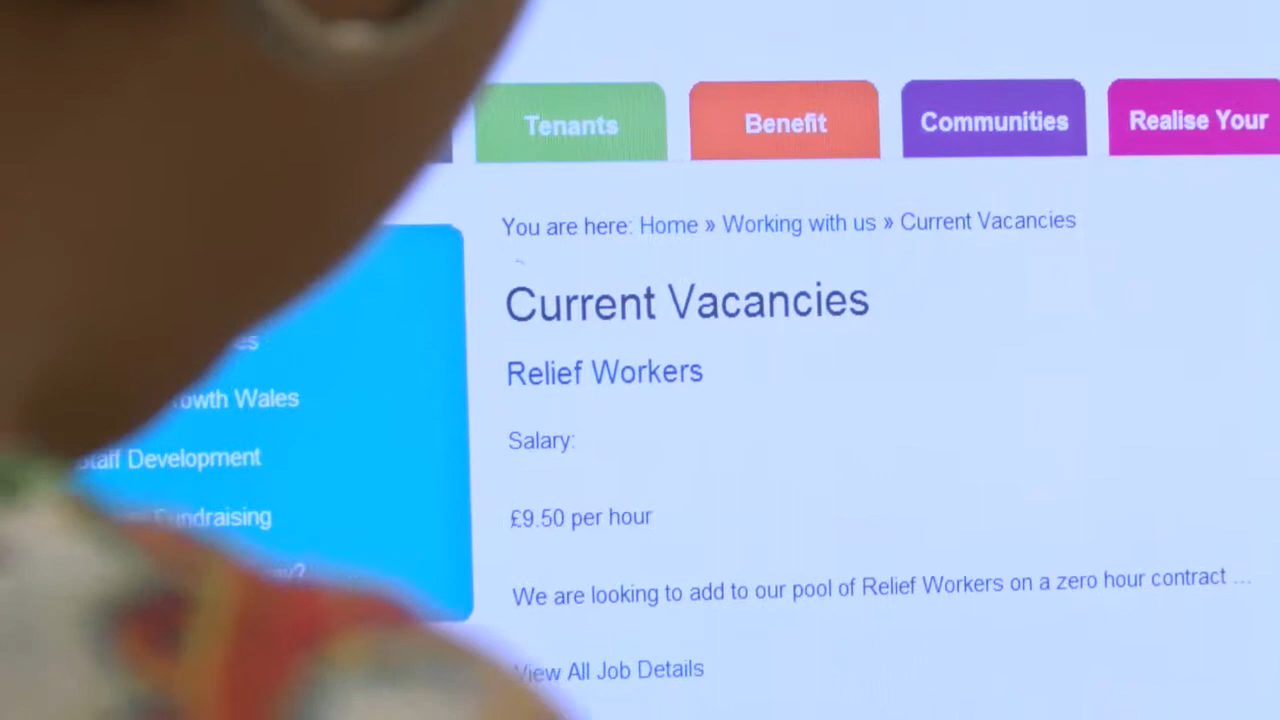 Tenants
Benefit
Communities
Realise Your
You are here: Home » Working with us » Current Vacancies
Current Vacancies
Relief Workers
Salary:
£9.50 per hour
We are looking to add to our pool of Relief Workers on a zero hour contract ...
View All Job Details
Wales
Staff Development
Fundraising